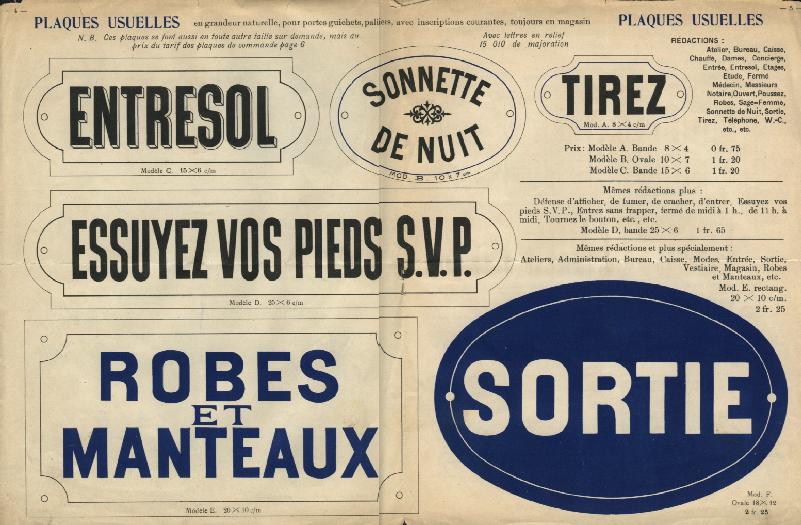 — 4 —
— 5 —
PLAQUES USUELLES en grandeur naturelle, pour portes guichets, paliers, avec inscriptions courantes, toujours en magasin PLAQUES USUELLES
N. B. Ces plaques se font aussi en toute autre taille sur demande, mais au
prix du tarif des plaques de commande page 6
Avec lettres en relief
15 0/0 de majoration
ENTRESOL
Modèle C. 15×6 c/m
SONNETTE
DE NUIT
MOD. B 10 x 7 cm
TIREZ
Mod. A. 8×4 c/m
RÉDACTIONS :
Atelier, Bureau, Caisse,
Chauffe, Dames, Concierge,
Entrée, Entresol, Etages,
Etude, Fermé
Médecin, Messieurs
Notaire, Ouvert, Poussez,
Robes, Sage-Femme,
Sonnette de Nuit, Sortie,
Tirez, Téléphone, W.-C.,
etc., etc.
Prix : Modèle A. Bande 8×4 0 fr. 75
Modèle B. Ovale 10×7 1 fr. 20
Modèle C. Bande 15×6 1 fr. 20
Mêmes rédactions plus :
Défense d'afficher, de fumer, de cracher, d'entrer, Essuyez vos
pieds S.V.P., Entrez sans frapper, fermé de midi à 1 h., de 11 h. à
midi, Tournez le bouton, etc., etc.
Modèle D, bande 25×6 1 fr. 65
ESSUYEZ VOS PIEDS S.V.P.
Modèle D. 25×6 c/m
Mêmes rédactions et plus spécialement :
Ateliers, Administration, Bureau, Caisse, Modes, Entrée, Sortie,
Vestiaire, Magasin, Robes
et Manteaux, etc.
Mod. E. rectang.
20 × 10 c/m.
2 fr. 25
ROBES
ET
MANTEAUX
Modèle E. 20×10 c/m
SORTIE
Mod. F.
Ovale 18×12
2 fr. 25